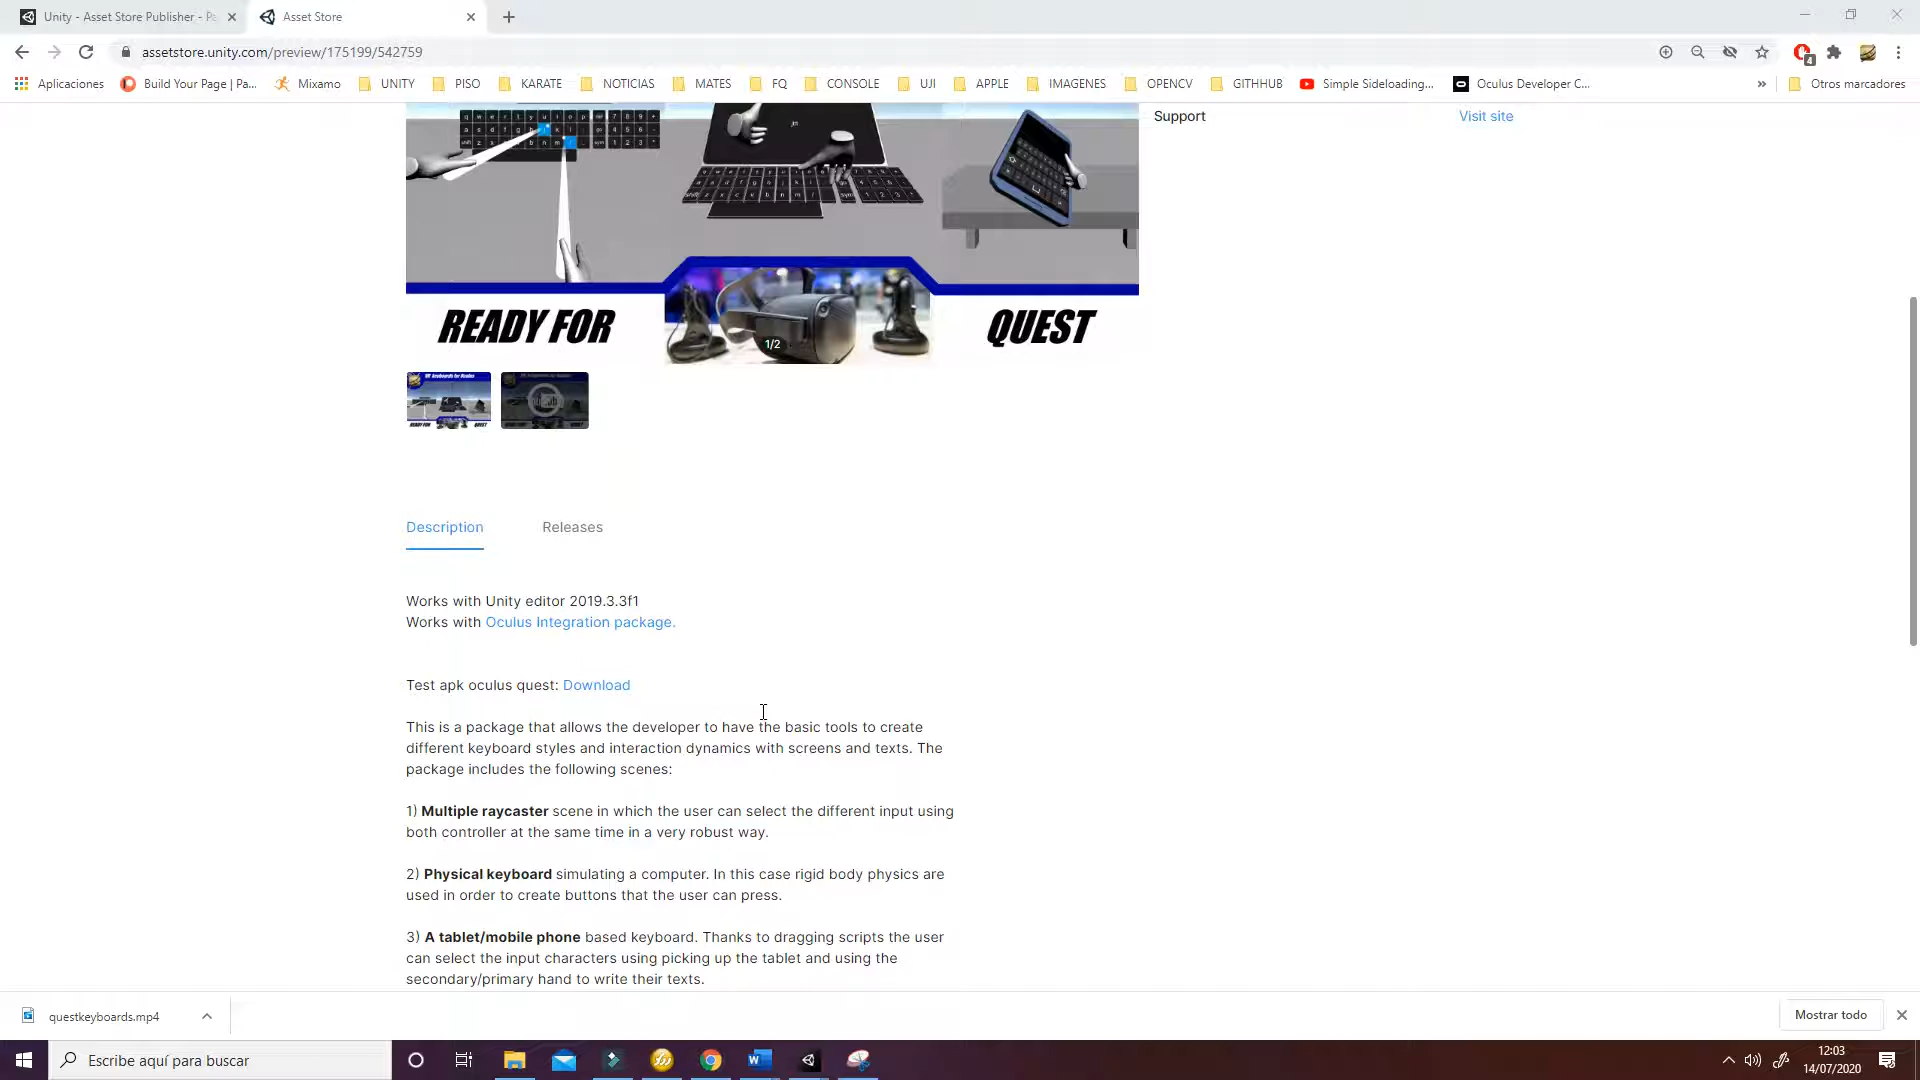 Unity - Asset Store Publisher - Pa
Asset Store
assetstore.unity.com/preview/175199/542759
4
Aplicaciones
Build Your Page | Pa...
Mixamo
UNITY
PISO
KARATE
NOTICIAS
MATES
FQ
CONSOLE
UJI
APPLE
IMAGENES
OPENCV
GITHHUB
Simple Sideloading...
Oculus Developer C...
»
Otros marcadores
Support
Visit site
READY FOR
QUEST
1/2
Description
Releases
Works with Unity editor 2019.3.3f1
Works with Oculus Integration package.
Test apk oculus quest: Download
This is a package that allows the developer to have the basic tools to create
different keyboard styles and interaction dynamics with screens and texts. The
package includes the following scenes:
1) Multiple raycaster scene in which the user can select the different input using
both controller at the same time in a very robust way.
2) Physical keyboard simulating a computer. In this case rigid body physics are
used in order to create buttons that the user can press.
3) A tablet/mobile phone based keyboard. Thanks to dragging scripts the user
can select the input characters using picking up the tablet and using the
secondary/primary hand to write their texts.
questkeyboards.mp4
Mostrar todo
Escribe aquí para buscar
12:03
14/07/2020